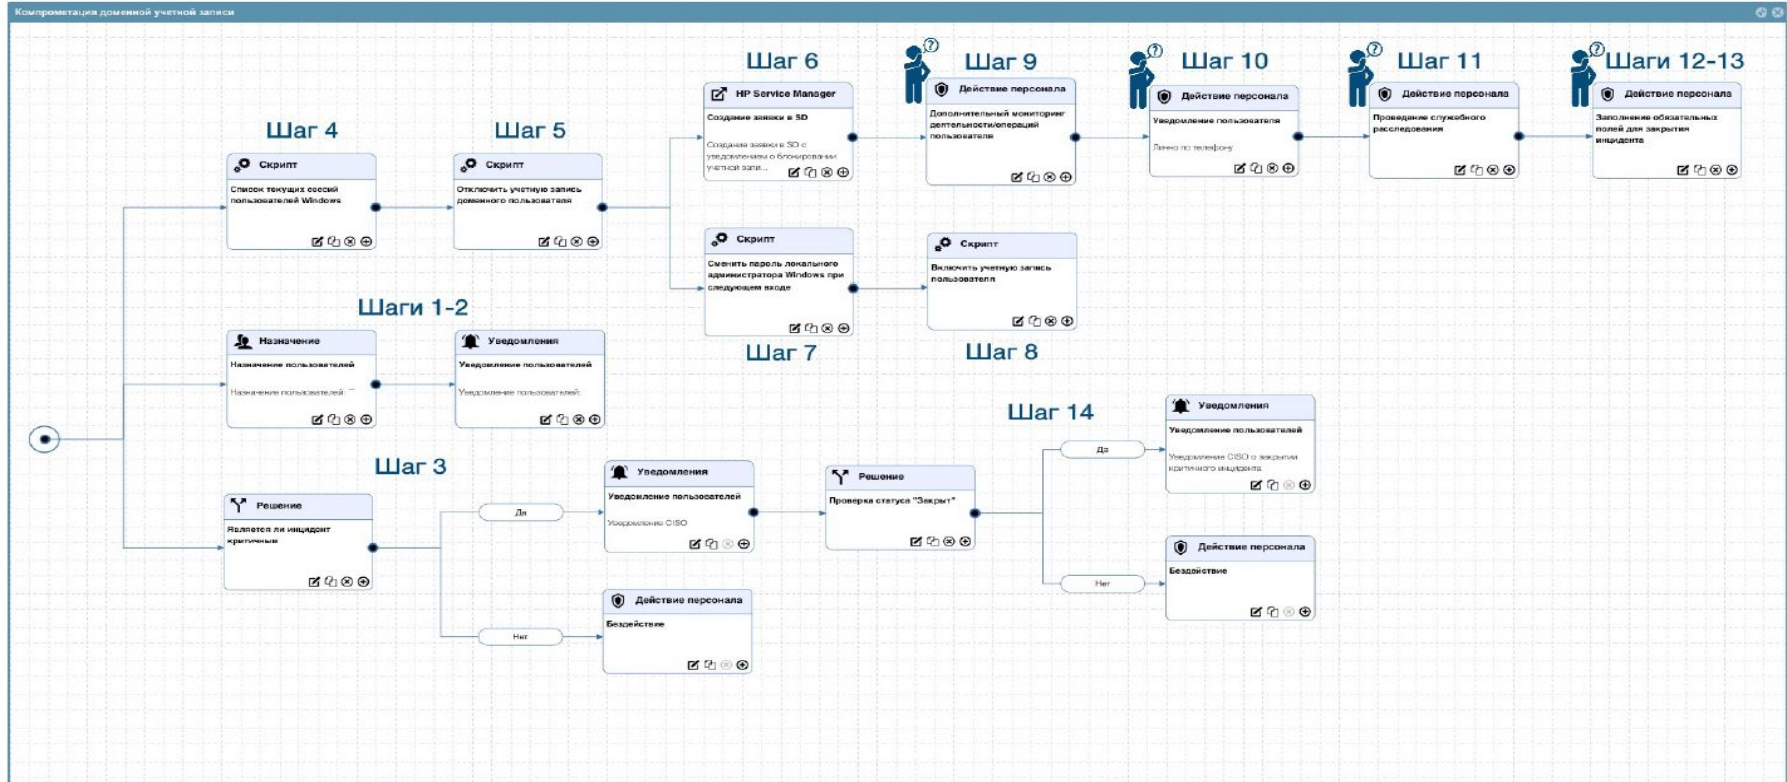 Компрометация доменной учетной записи
Шаг 4
Скрипт
Список текущих сессий
пользователей Windows
Шаг 5
Скрипт
Отключить учетную запись
доменного пользователя
Шаг 6
HP Service Manager
Создание заявки в SD
Создание заявки в SD с
уведомлением о блокировании
учетной запи...
Шаг 9
Действие персонала
Дополнительный мониторинг
деятельности/операций
пользователя
Шаг 10
Действие персонала
Уведомление пользователя
Лично по телефону
Шаг 11
Действие персонала
Проведение служебного
расследования
Шаги 12-13
Действие персонала
Заполнение обязательных
полей для закрытия
инцидента
Скрипт
Сменить пароль локального
администратора Windows при
следующем входе
Шаг 7
Скрипт
Включить учетную запись
пользователя
Шаг 8
Шаги 1-2
Назначение
Назначение пользователей
Назначение пользователей: ""
Уведомления
Уведомление пользователей
Уведомление пользователей:
Шаг 3
Решение
Является ли инцидент
критичным
Да
Уведомления
Уведомление пользователей
Уведомление CISO
Нет
Действие персонала
Бездействие
Решение
Проверка статуса "Закрыт"
Шаг 14
Да
Уведомления
Уведомление пользователей
Уведомление CISO о закрытии
критичного инцидента
Нет
Действие персонала
Бездействие